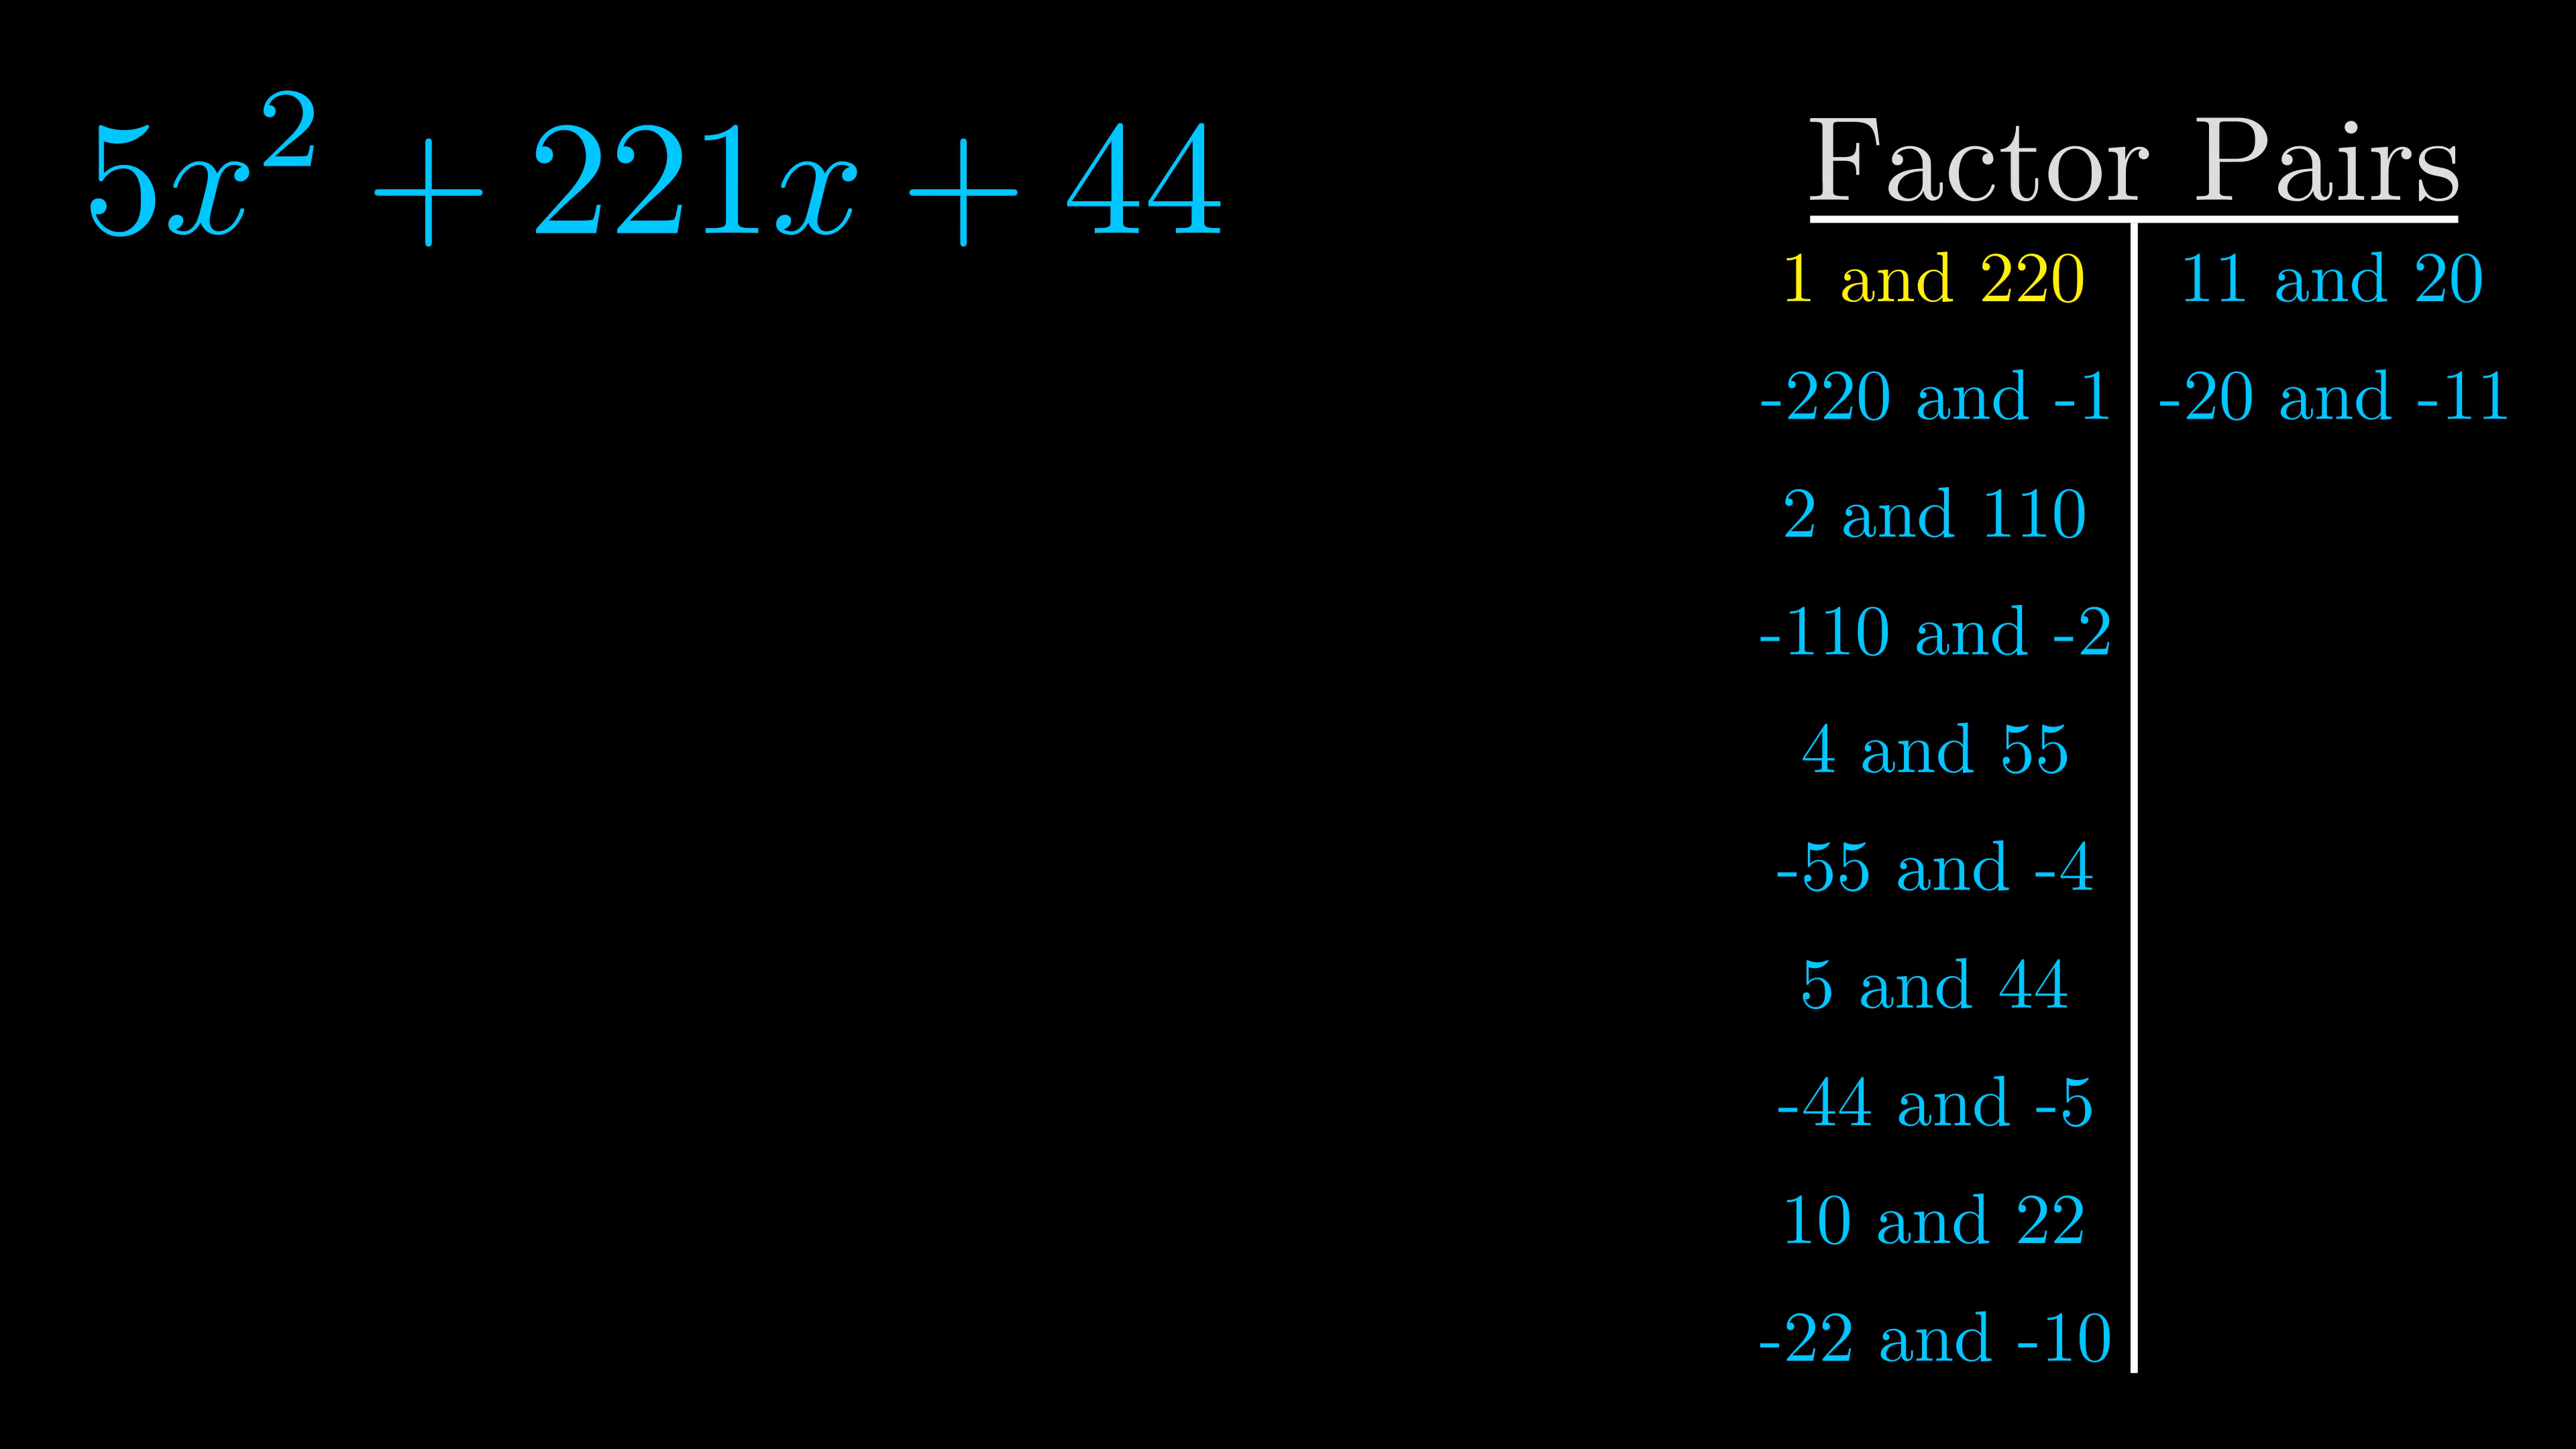 5x² + 221x + 44
Factor Pairs
1 and 220
-220 and -1
2 and 110
-110 and -2
4 and 55
-55 and -4
5 and 44
-44 and -5
10 and 22
-22 and -10
11 and 20
-20 and -11